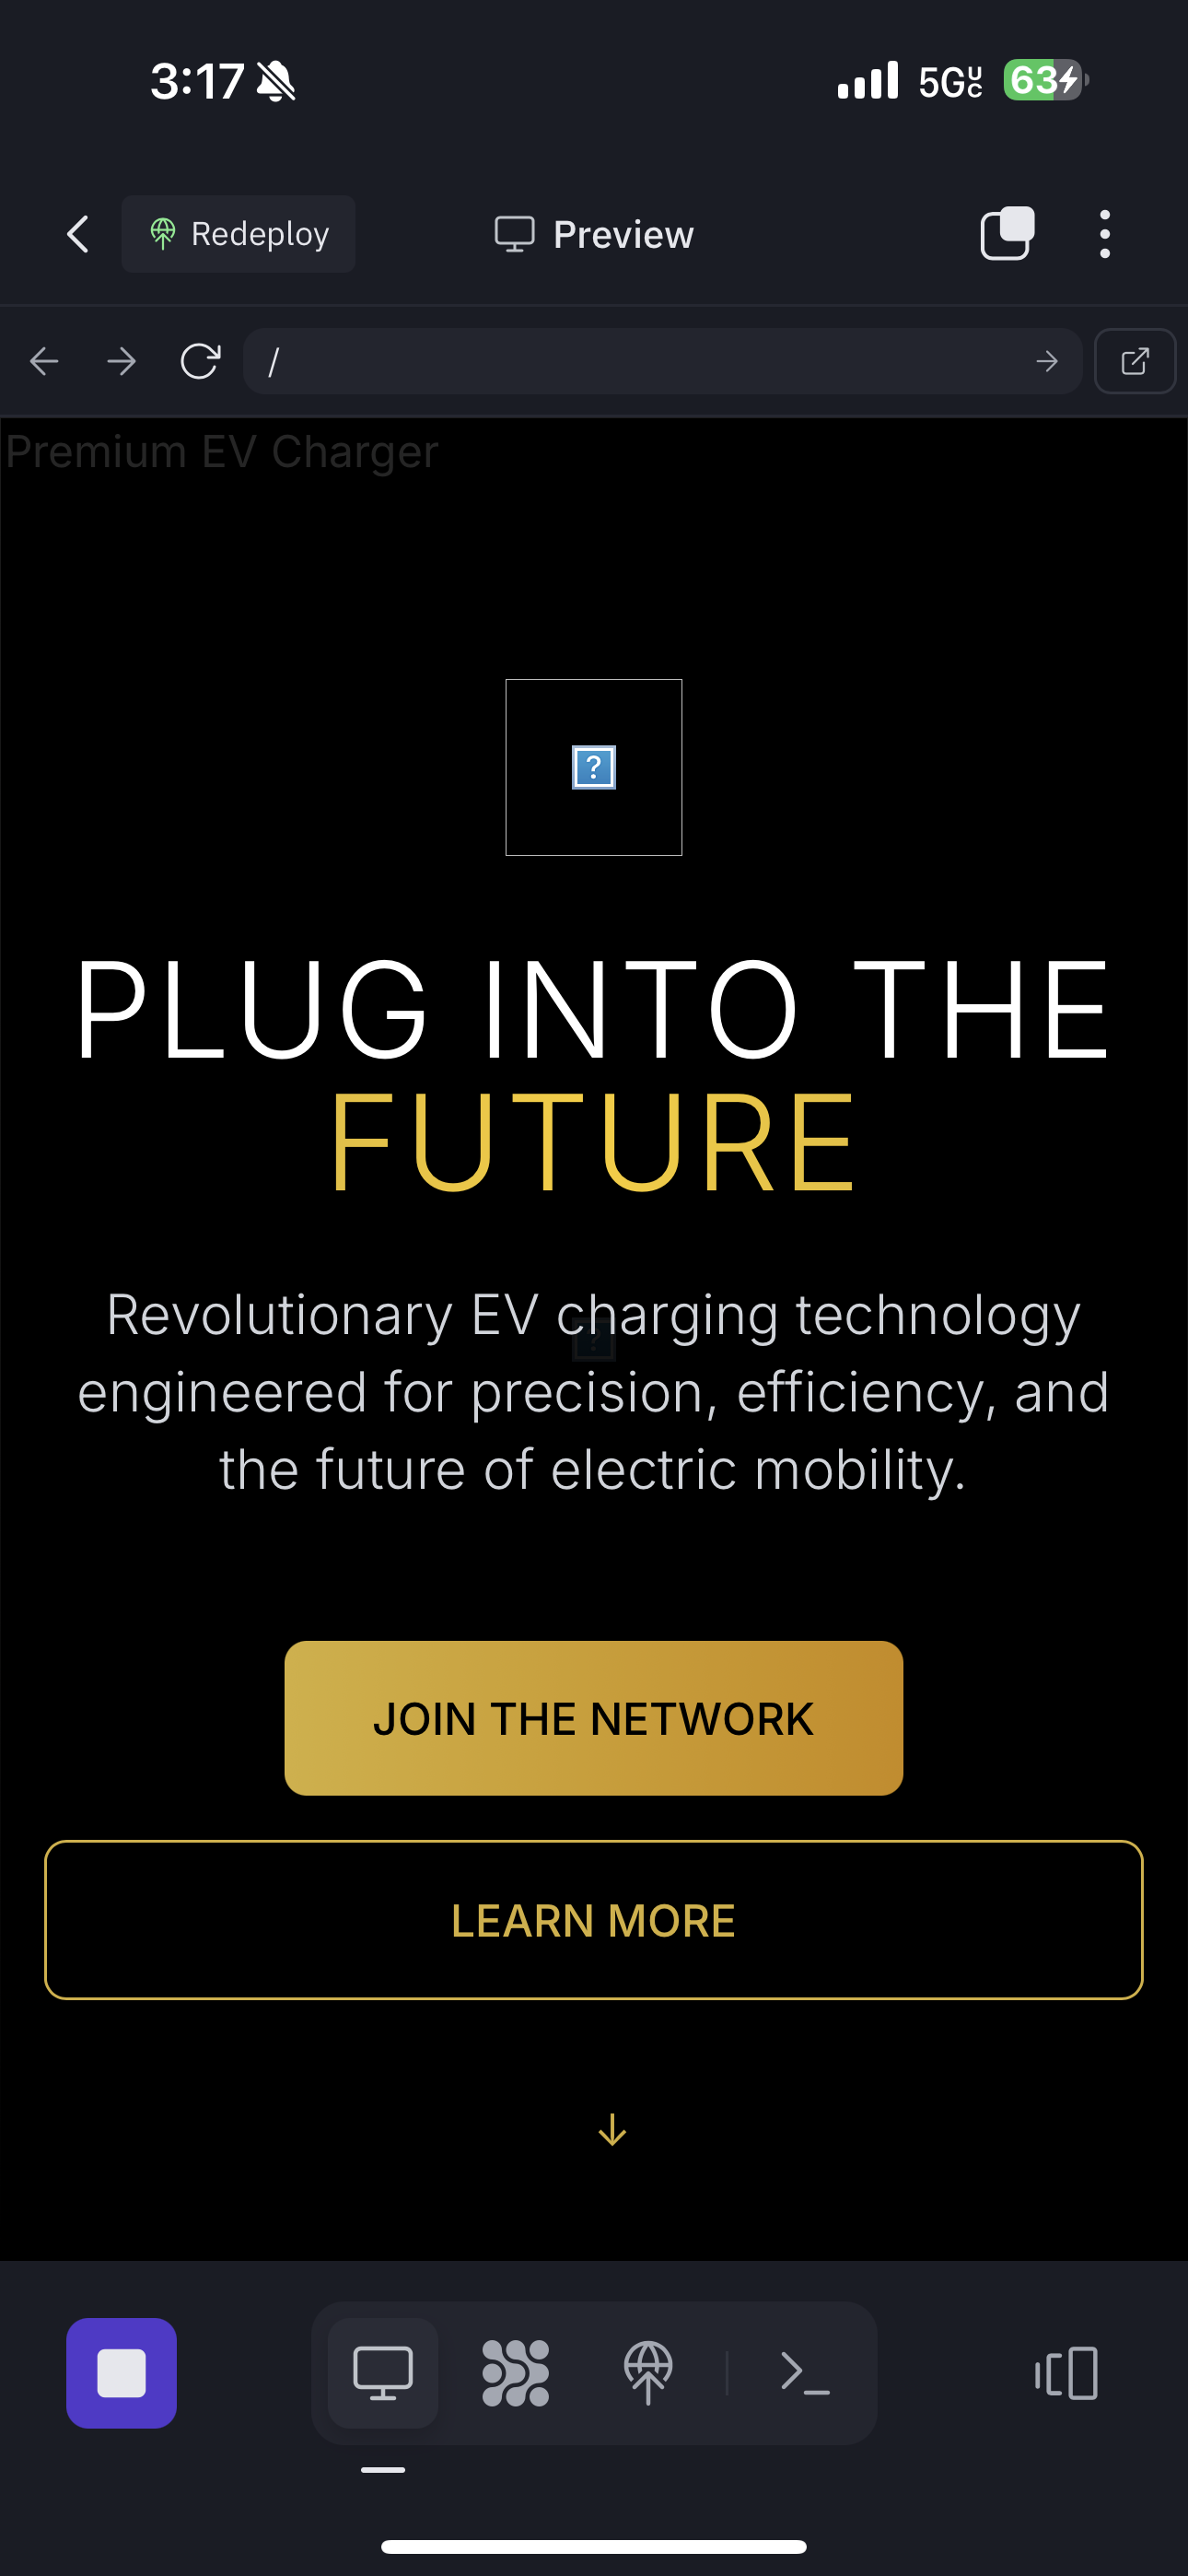 3:17
5G UC
63
Redeploy
Preview
/
Premium EV Charger
PLUG INTO THE
FUTURE
Revolutionary EV charging technology
engineered for precision, efficiency, and
the future of electric mobility.
JOIN THE NETWORK
LEARN MORE